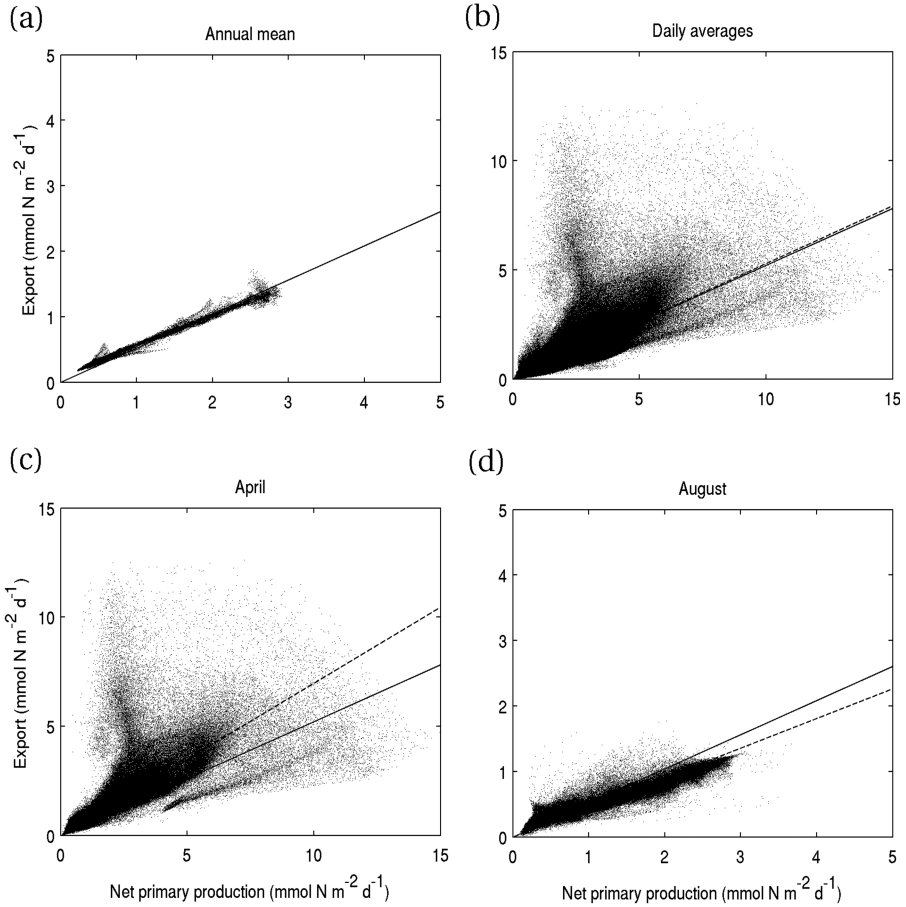 (a)
Annual mean
5
4
3
2
1
0
0 1 2 3 4 5
Export (mmol N m⁻² d⁻¹)
(b)
Daily averages
15
10
5
0
0 5 10 15
(c)
April
15
10
5
0
0 5 10 15
Export (mmol N m⁻² d⁻¹)
Net primary production (mmol N m⁻² d⁻¹)
(d)
August
5
4
3
2
1
0
0 1 2 3 4 5
Net primary production (mmol N m⁻² d⁻¹)